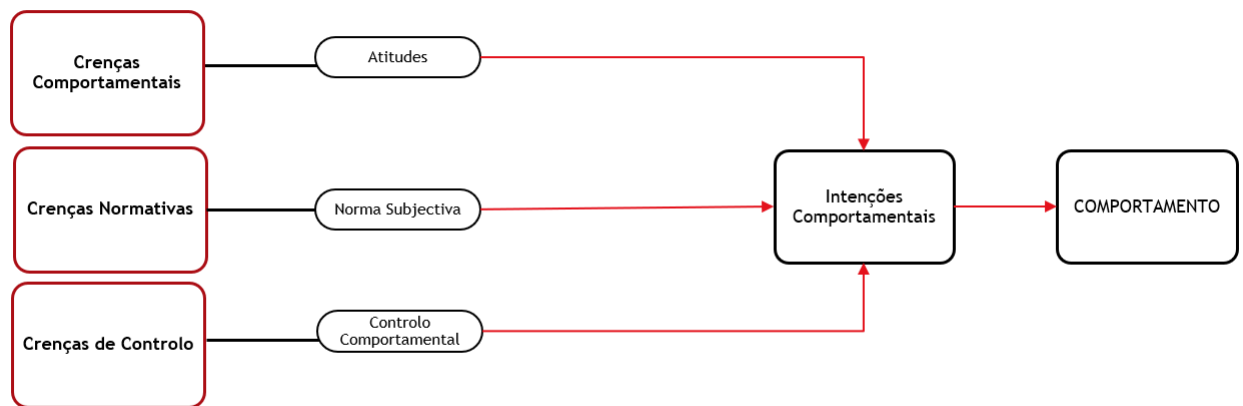 Crenças
Comportamentais
Atitudes
Crenças Normativas
Norma Subjectiva
Intenções
Comportamentais
COMPORTAMENTO
Crenças de Controlo
Controlo
Comportamental